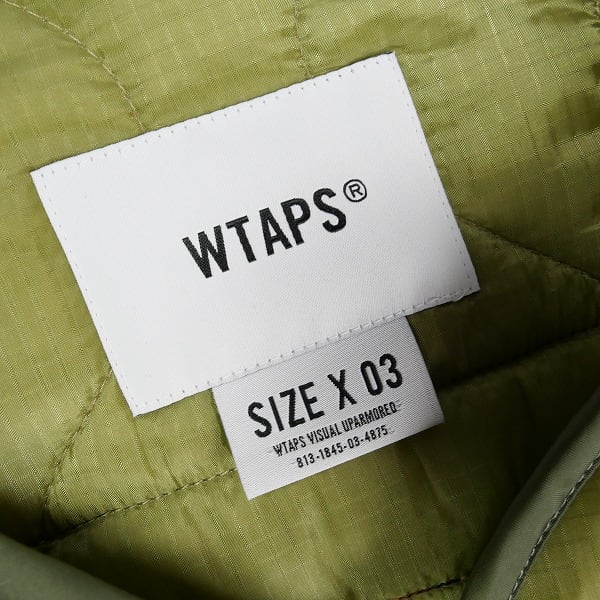 WTAPS®
SIZE X 03
WTAPS VISUAL UPARMORED
813-1845-03-4875